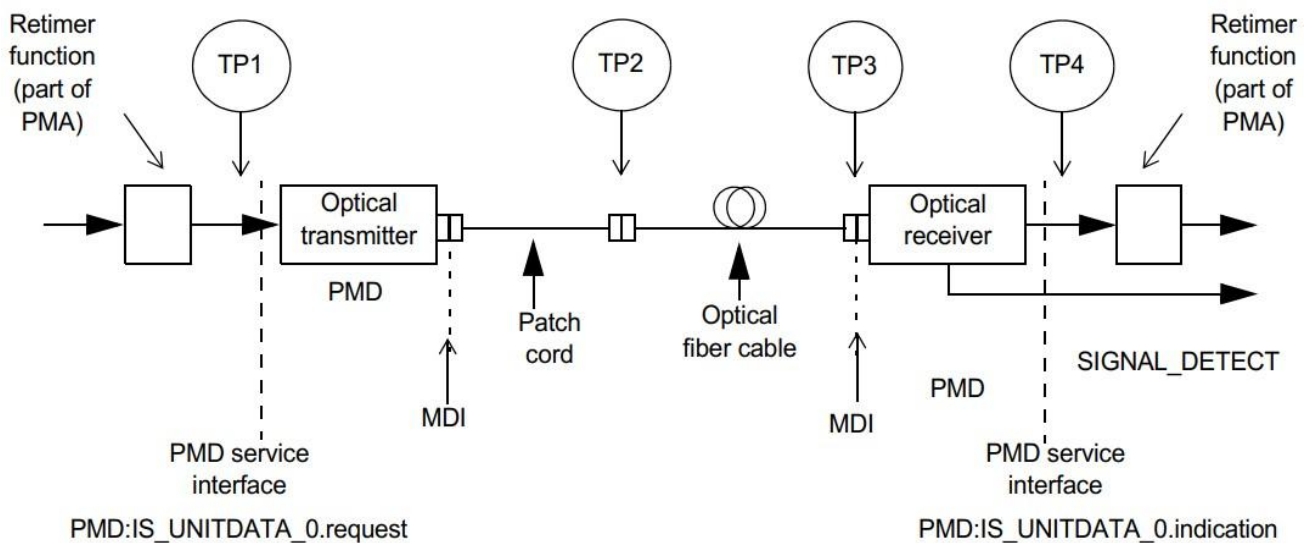 Retimer
function
(part of
PMA)
TP1
TP2
TP3
TP4
Retimer
function
(part of
PMA)
Optical
transmitter
PMD
Optical
receiver
Patch
cord
Optical
fiber cable
MDI
MDI
PMD
SIGNAL_DETECT
PMD service
interface
PMD service
interface
PMD:IS_UNITDATA_0.request
PMD:IS_UNITDATA_0.indication